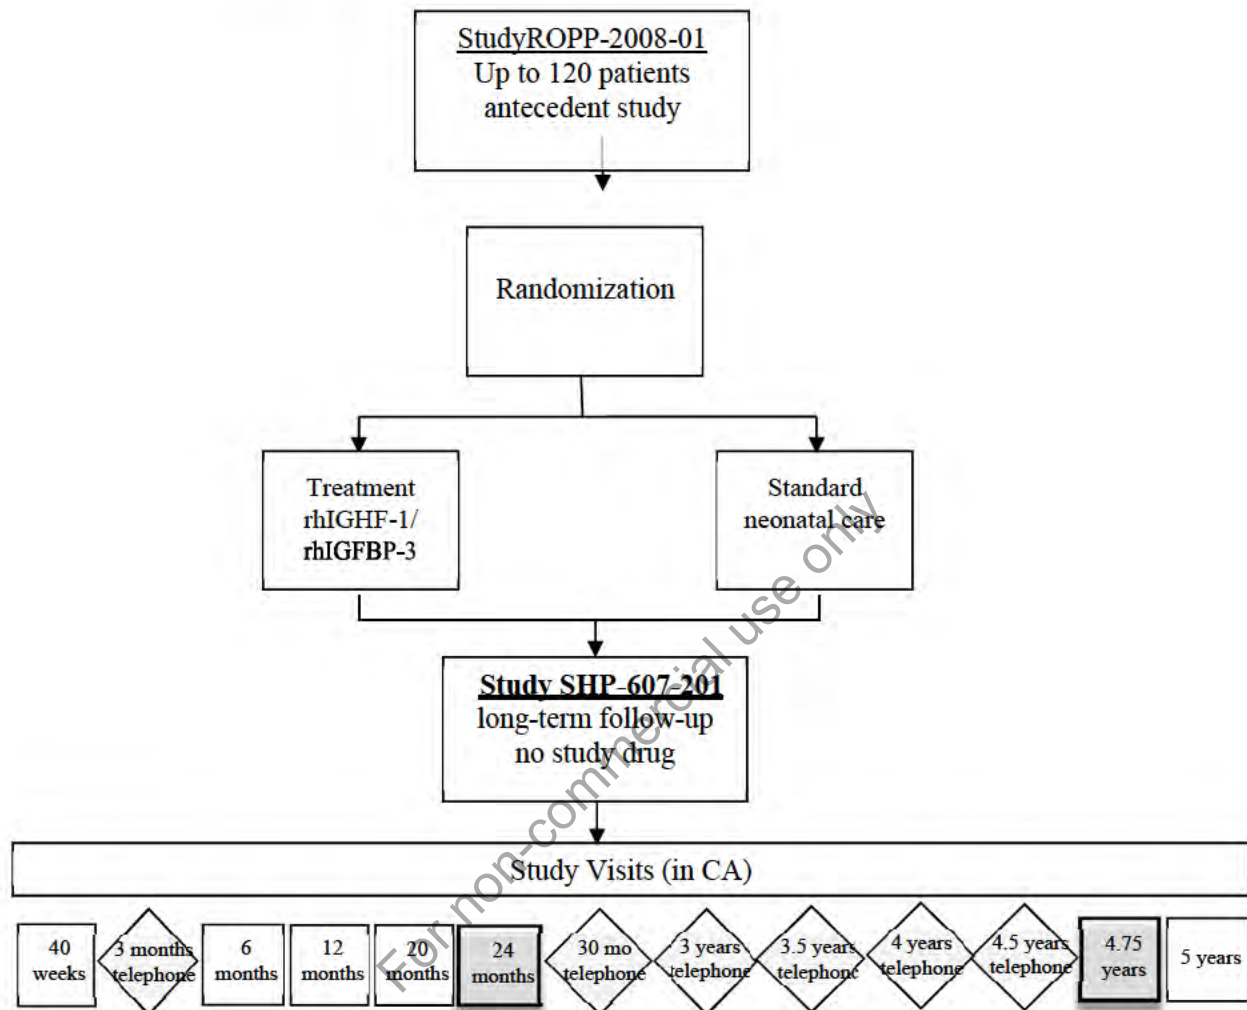 StudyROPP-2008-01
Up to 120 patients
antecedent study
Randomization
Treatment
rhIGHF-1/
rhIGFBP-3
Standard
neonatal care
Study SHP-607-201
long-term follow-up
no study drug
Study Visits (in CA)
40
weeks
3 months
telephone
6
months
12
months
20
months
24
months
30 mo
telephone
3 years
telephone
3.5 years
telephone
4 years
telephone
4.5 years
telephone
4.75
years
5 years
For non-commercial use only